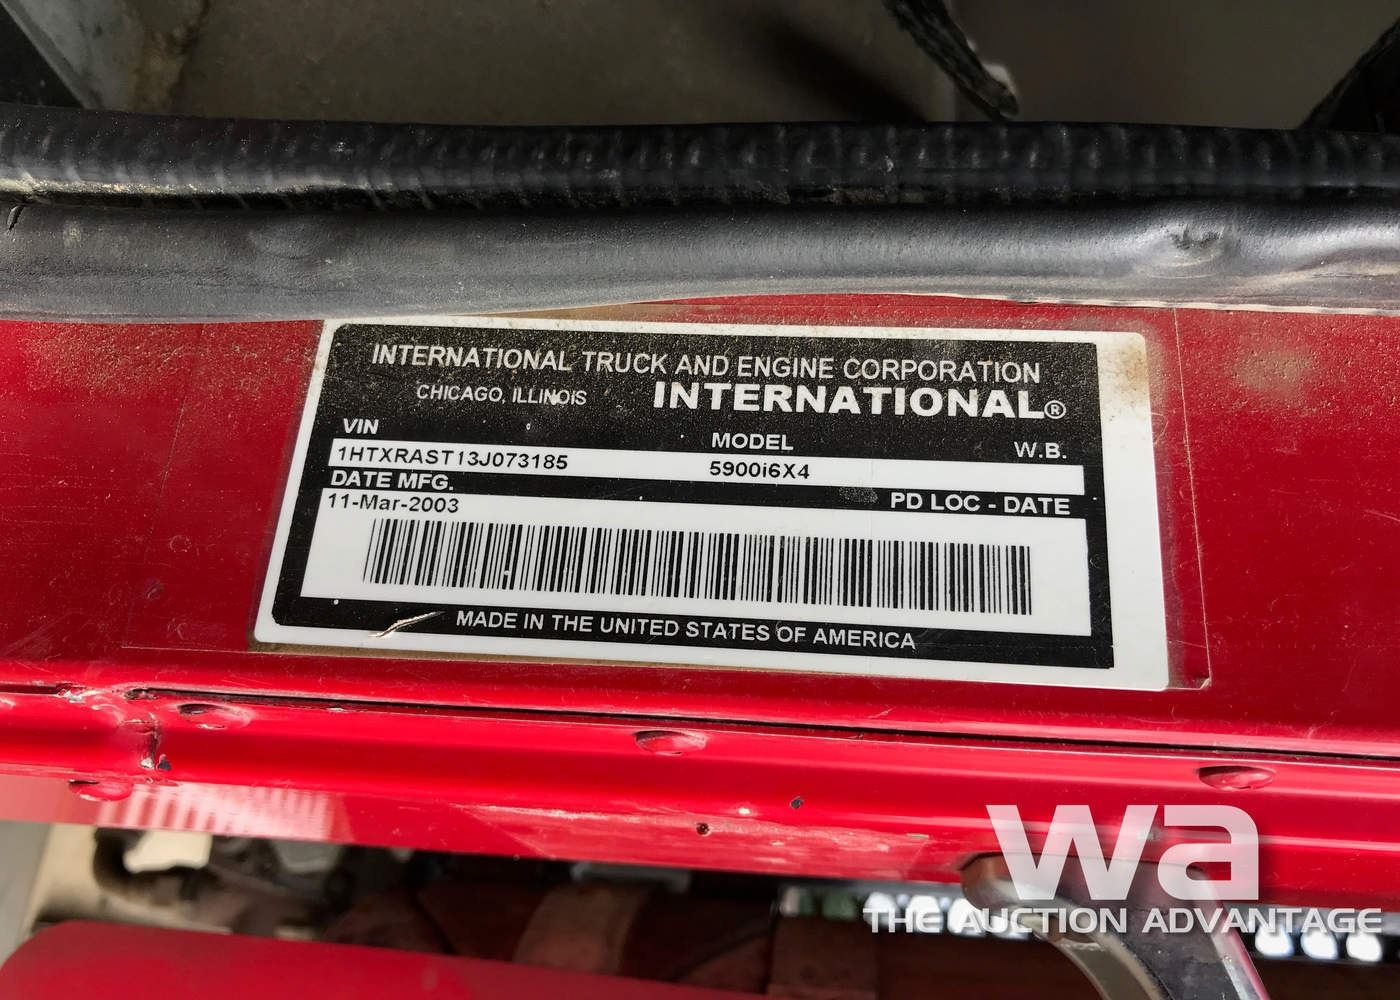 INTERNATIONAL TRUCK AND ENGINE CORPORATION
CHICAGO, ILLINOIS INTERNATIONAL®
VIN MODEL W.B.
1HTXRAST13J073185 5900i6X4
DATE MFG. PD LOC - DATE
11-Mar-2003
MADE IN THE UNITED STATES OF AMERICA
wa
THE AUCTION ADVANTAGE